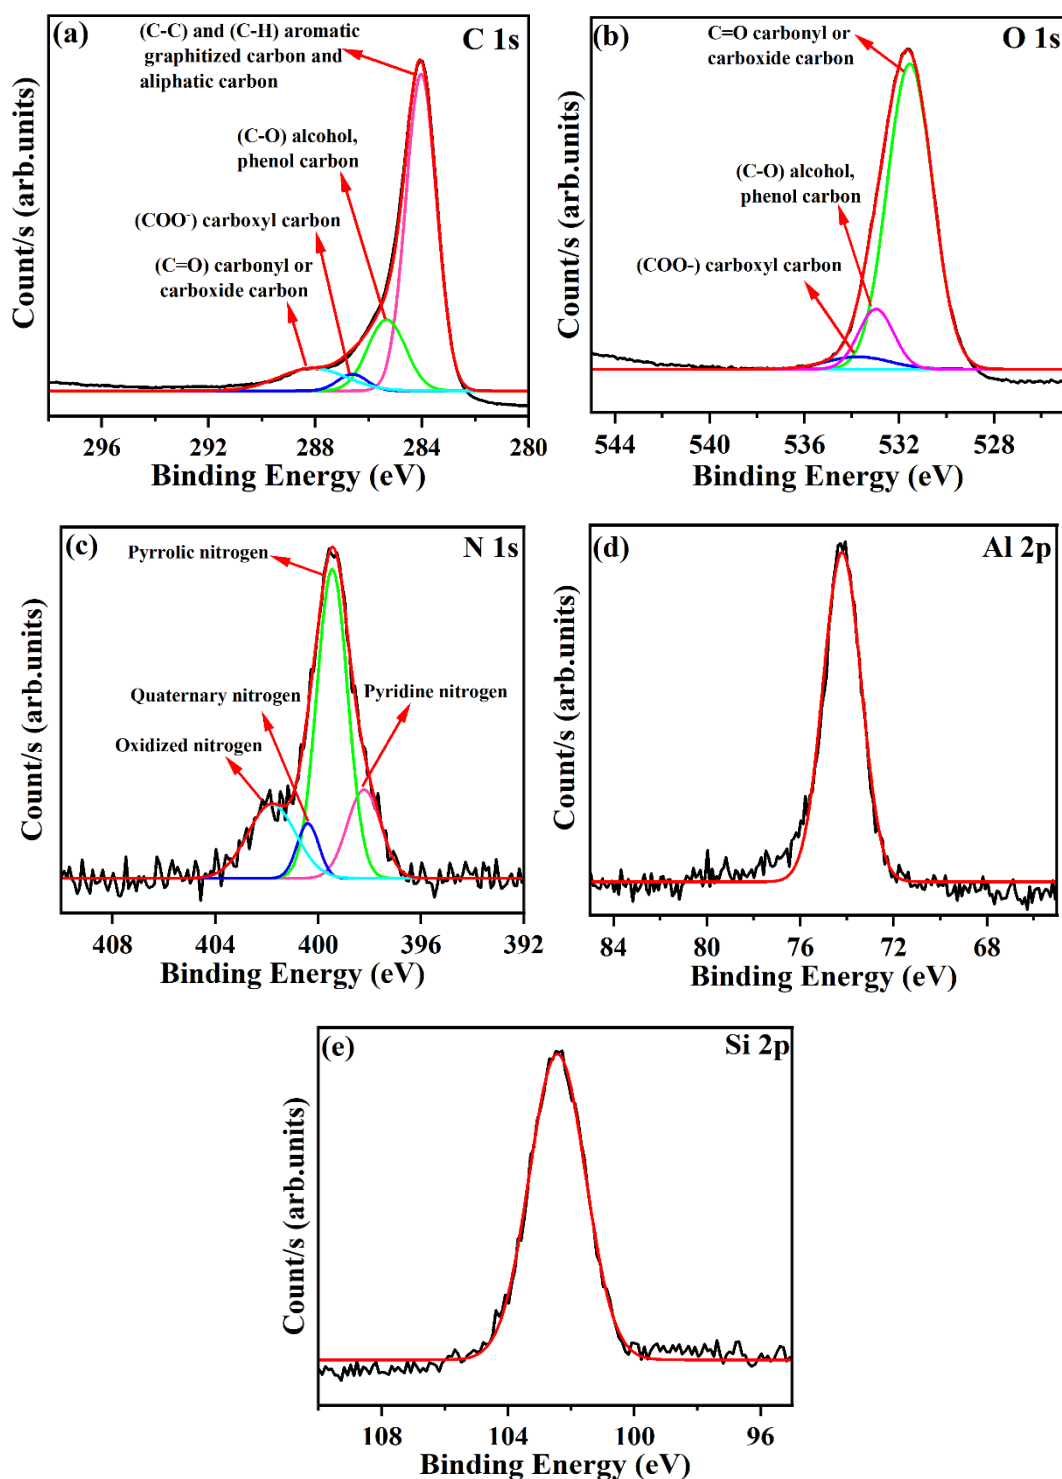 (a)
C 1s
(C-C) and (C-H) aromatic
graphitized carbon and
aliphatic carbon
(C-O) alcohol,
phenol carbon
(COO⁻) carboxyl carbon
(C=O) carbonyl or
carboxide carbon
Count/s (arb.units)
296 292 288 284 280
Binding Energy (eV)
(b)
O 1s
C=O carbonyl or
carboxide carbon
(C-O) alcohol,
phenol carbon
(COO-) carboxyl carbon
Count/s (arb.units)
544 540 536 532 528
Binding Energy (eV)
(c)
N 1s
Pyrrolic nitrogen
Quaternary nitrogen
Pyridine nitrogen
Oxidized nitrogen
Count/s (arb.units)
408 404 400 396 392
Binding Energy (eV)
(d)
Al 2p
Count/s (arb.units)
84 80 76 72 68
Binding Energy (eV)
(e)
Si 2p
Count/s (arb.units)
108 104 100 96
Binding Energy (eV)